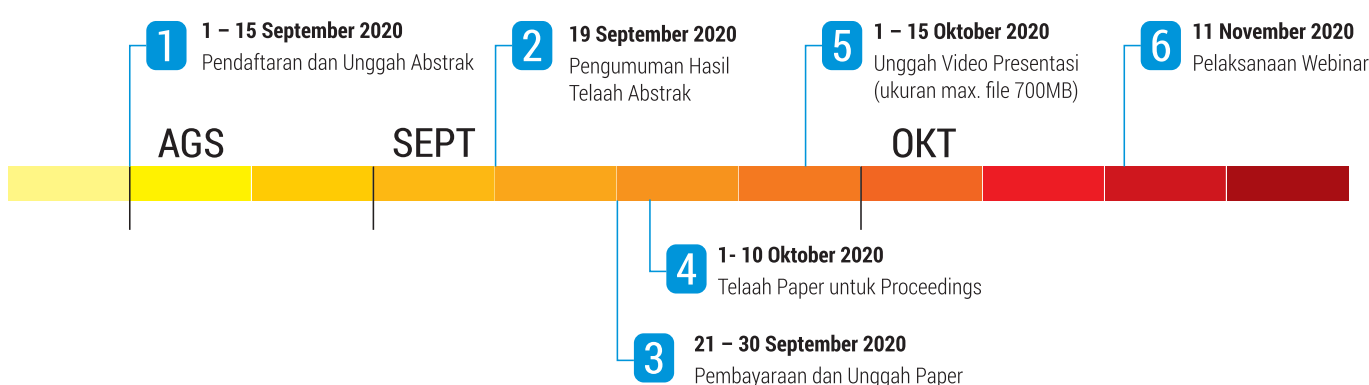 1
1 – 15 September 2020
Pendaftaran dan Unggah Abstrak
2
19 September 2020
Pengumuman Hasil
Telaah Abstrak
5
1 – 15 Oktober 2020
Unggah Video Presentasi
(ukuran max. file 700MB)
6
11 November 2020
Pelaksanaan Webinar
AGS
SEPT
OKT
4
1- 10 Oktober 2020
Telaah Paper untuk Proceedings
3
21 – 30 September 2020
Pembayaraan dan Unggah Paper